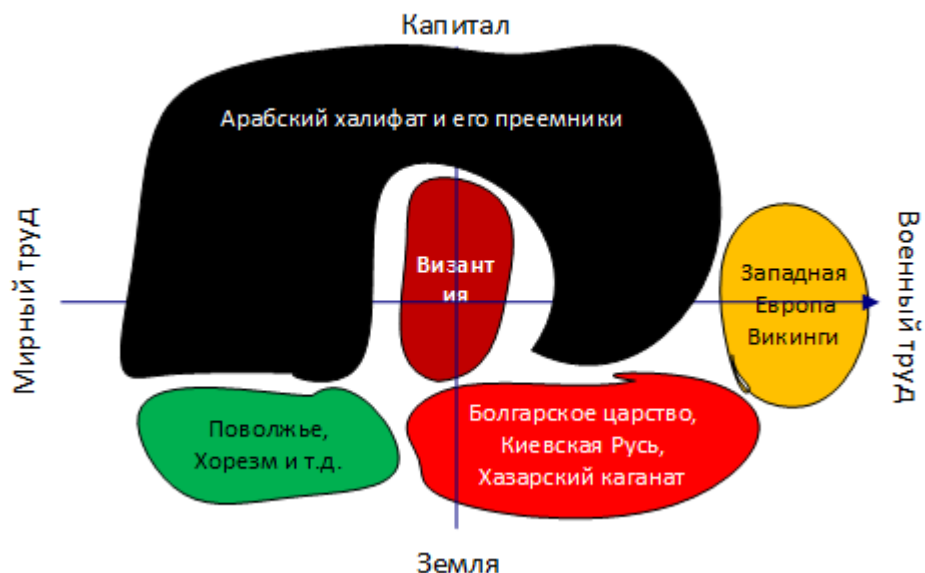 Капитал
Арабский халифат и его преемники
Мирный труд
Визант
ия
Западная
Европа
Викинги
Военный труд
Поволжье,
Хорезм и т.д.
Болгарское царство,
Киевская Русь,
Хазарский каганат
Земля